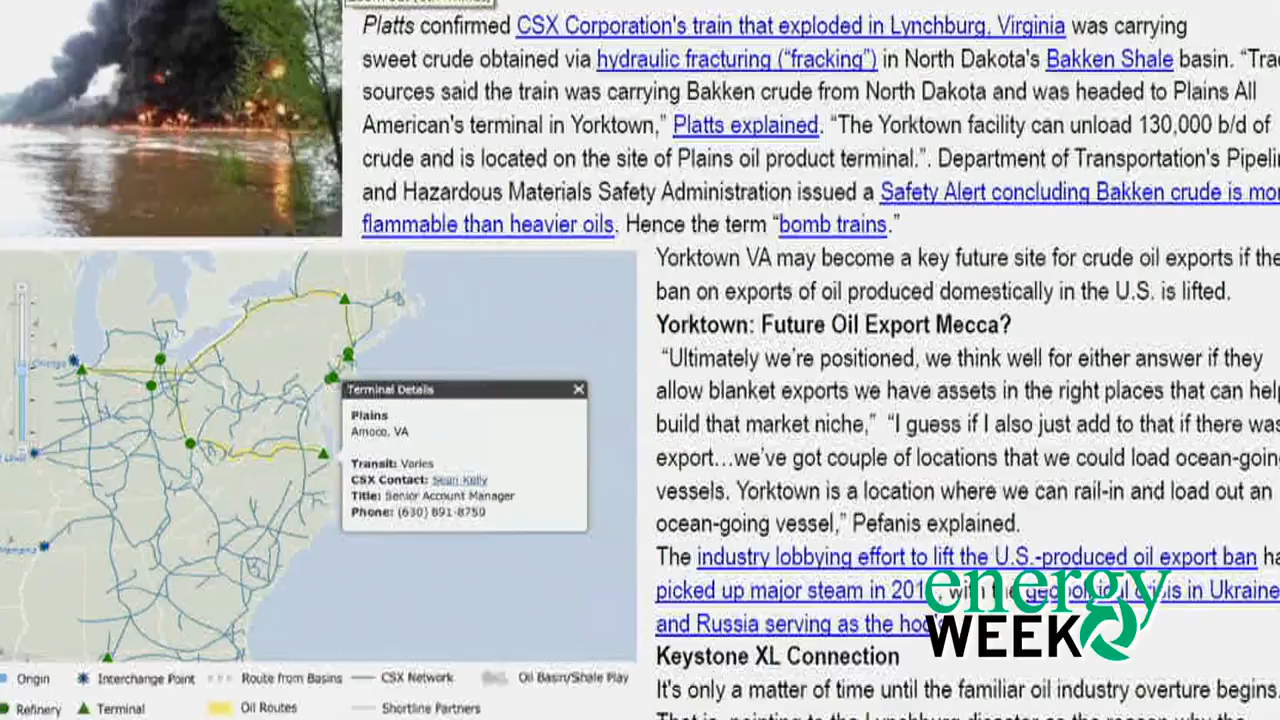 Platts confirmed CSX Corporation's train that exploded in Lynchburg, Virginia was carrying
sweet crude obtained via hydraulic fracturing (“fracking”) in North Dakota's Bakken Shale basin.
sources said the train was carrying Bakken crude from North Dakota and was headed to Plains All
American's terminal in Yorktown,” Platts explained. “The Yorktown facility can unload 130,000 b/d of
crude and is located on the site of Plains oil product terminal.”. Department of Transportation's
and Hazardous Materials Safety Administration issued a Safety Alert concluding Bakken crude is
flammable than heavier oils. Hence the term “bomb trains.”
Yorktown VA may become a key future site for crude oil exports if the
ban on exports of oil produced domestically in the U.S. is lifted.
Yorktown: Future Oil Export Mecca?
“Ultimately we're positioned, we think well for either answer if they
allow blanket exports we have assets in the right places that can help
build that market niche,” “I guess if I also just add to that if there was
export…we've got couple of locations that we could load ocean-going
vessels. Yorktown is a location where we can rail-in and load out an
ocean-going vessel,” Pefanis explained.
The industry lobbying effort to lift the U.S.-produced oil export ban
picked up major steam in with the geopolitical crisis in Ukraine
and Russia serving as the
Keystone XL Connection
It's only a matter of time until the familiar oil industry overture begins.
Chicago
Terminal Details
Plains
Amoco, VA
Transit: Varies
CSX Contact: Sean Kelly
Title: Senior Account Manager
Phone: (630) 891-8750
Origin Interchange Point Route from Basins CSX Network Oil Basin/Shale Play
Refinery Terminal Oil Routes Shortline Partners
energy
WEEK